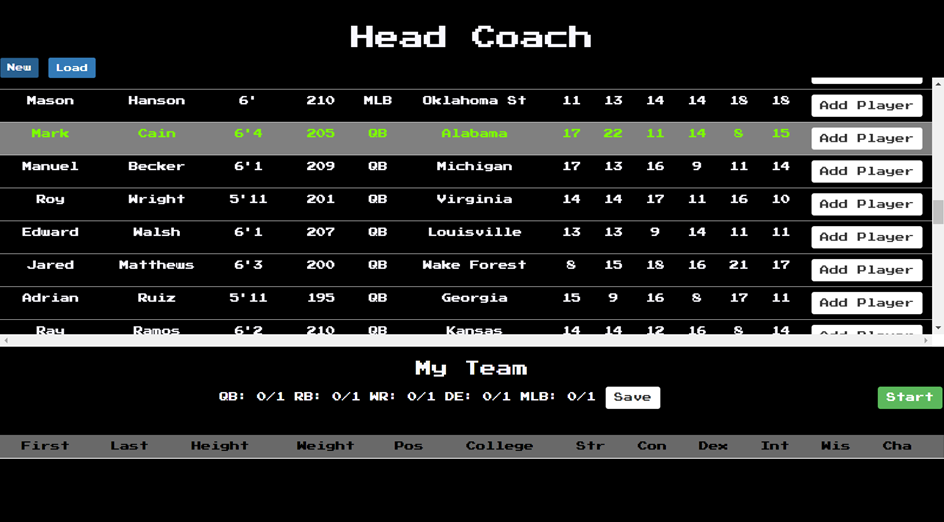 Head Coach
New Load
Mason Hanson 6' 210 MLB Oklahoma St 11 13 14 14 18 18 Add Player
Mark Cain 6'4 205 QB Alabama 17 22 11 14 8 15 Add Player
Manuel Becker 6'1 209 QB Michigan 17 13 16 9 11 14 Add Player
Roy Wright 5'11 201 QB Virginia 14 14 17 11 16 10 Add Player
Edward Walsh 6'1 207 QB Louisville 13 13 9 14 11 11 Add Player
Jared Matthews 6'3 200 QB Wake Forest 8 15 18 16 21 17 Add Player
Adrian Ruiz 5'11 195 QB Georgia 15 9 16 8 17 11 Add Player
Ray Ramos 6'2 210 QB Kansas 14 14 12 16 8 14 Add Player
My Team
QB: 0/1 RB: 0/1 WR: 0/1 DE: 0/1 MLB: 0/1 Save Start
First Last Height Weight Pos College Str Con Dex Int Wis Cha